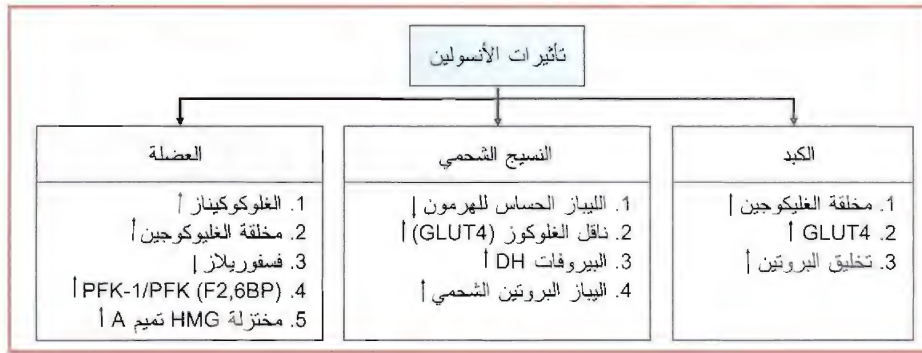 تأثيرات الأنسولين
الكبد
1. مخلقة الغليكوجين ↑
2. GLUT4 ↑
3. تخليق البروتين ↑
النسيج الشحمي
1. الليباز الحساس للهرمون ↓
2. ناقل الغلوكوز (GLUT4) ↑
3. البيروفات DH ↑
4. اليباز البروتين الشحمي ↑
العضلة
1. الغلوكوكيناز ↑
2. مخلقة الغليوكوجين ↑
3. فسفوريلاز ↓
4. PFK-1/PFK (F2,6BP) ↑
5. مختزلة HMG تميم A ↑